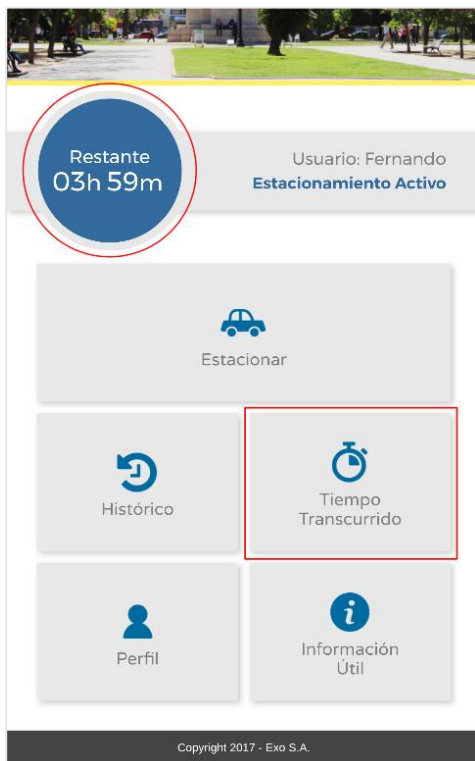 Restante
03h 59m
Usuario: Fernando
Estacionamiento Activo
Estacionar
Histórico
Tiempo
Transcurrido
Perfil
Información
Útil
Copyright 2017 - Exo S.A.